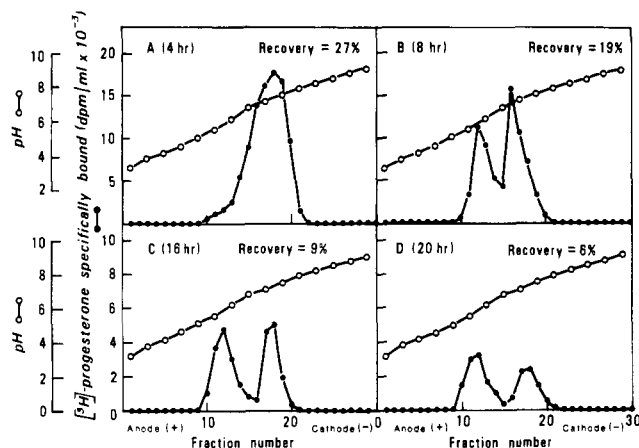 A (4 hr) Recovery = 27%
B (8 hr) Recovery = 19%
C (16 hr) Recovery = 9%
D (20 hr) Recovery = 6%
pH
10
8
6
4
2
[³H]-progesterone specifically bound (dpm/ml x 10⁻³)
20
15
10
5
pH
10
8
6
4
2
0
10
8
6
4
2
0
Anode (+) 10 20 Cathode (-)
Fraction number
Anode (+) 10 20 Cathode (-) 30
Fraction number